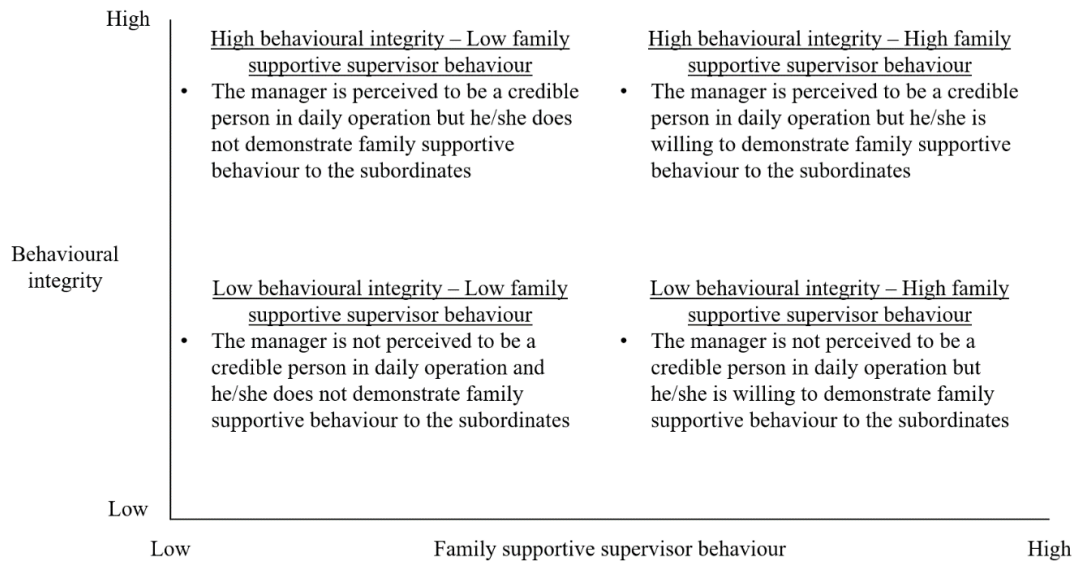 High
High behavioural integrity – Low family
supportive supervisor behaviour
• The manager is perceived to be a credible
person in daily operation but he/she does
not demonstrate family supportive
behaviour to the subordinates
High behavioural integrity – High family
supportive supervisor behaviour
• The manager is perceived to be a credible
person in daily operation but he/she is
willing to demonstrate family supportive
behaviour to the subordinates
Behavioural
integrity
Low behavioural integrity – Low family
supportive supervisor behaviour
• The manager is not perceived to be a
credible person in daily operation and
he/she does not demonstrate family
supportive behaviour to the subordinates
Low behavioural integrity – High family
supportive supervisor behaviour
• The manager is not perceived to be a
credible person in daily operation but
he/she is willing to demonstrate family
supportive behaviour to the subordinates
Low
Low
Family supportive supervisor behaviour
High